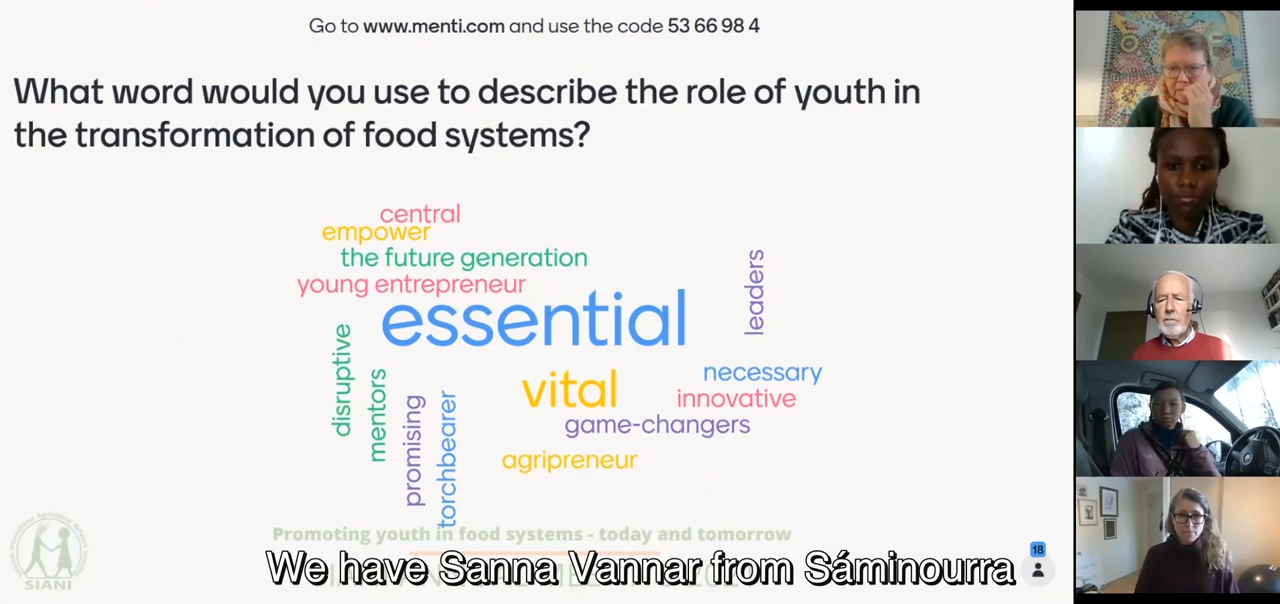 Go to www.menti.com and use the code 53 66 98 4
What word would you use to describe the role of youth in
the transformation of food systems?
central
empower
the future generation
young entrepreneur
essential
leaders
disruptive
mentors
promising
torchbearer
vital
necessary
innovative
game-changers
agripreneur
Promoting youth in food systems - today and tomorrow
We have Sanna Vannar from Sáminourra
18
SIANI